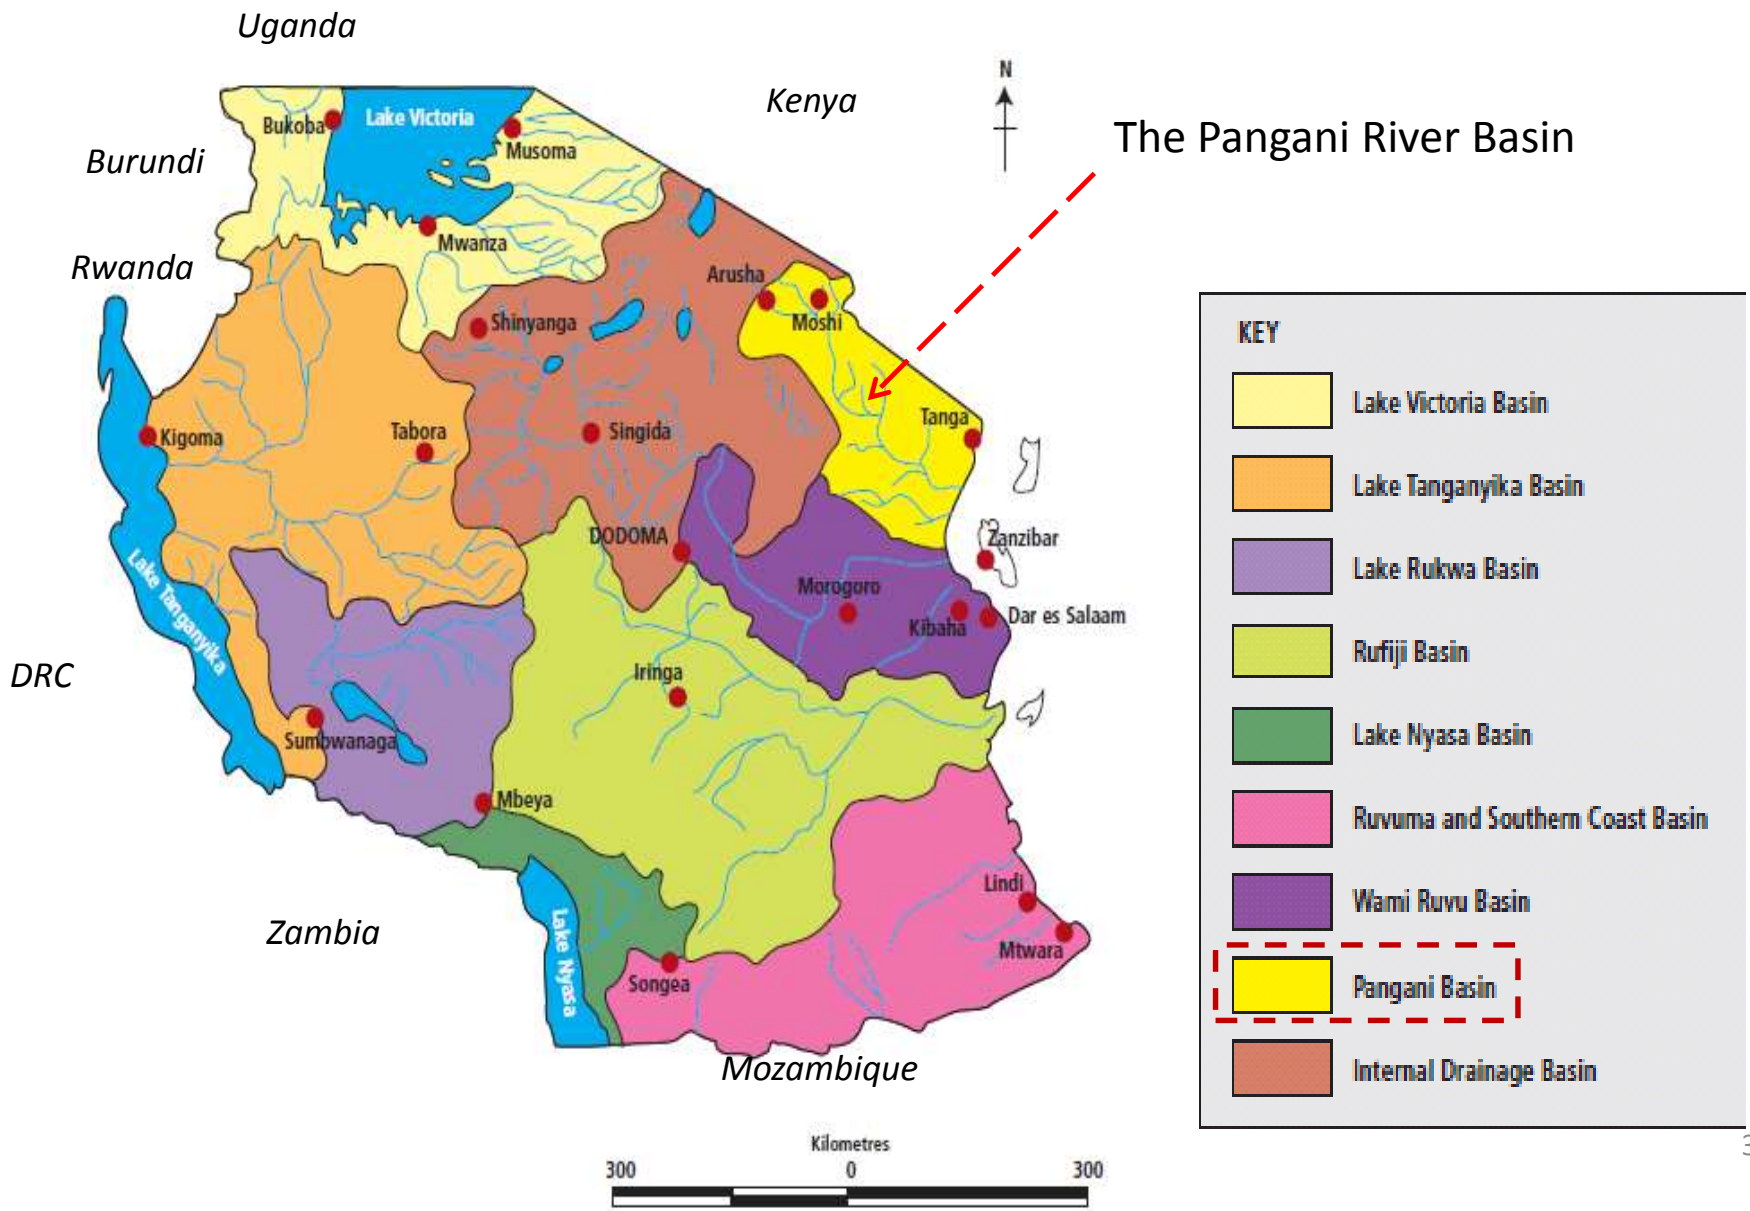 Uganda
Kenya
N
The Pangani River Basin
Bukoba
Lake Victoria
Musoma
Burundi
Mwanza
Rwanda
Arusha
Moshi
Shinyanga
Kigoma
Tabora
Singida
Tanga
DODOMA
Zanzibar
Lake Tanganyika
Morogoro
Kibaha
Dar es Salaam
DRC
Iringa
Sumbwanaga
Mbeya
Zambia
Lake Nyasa
Songea
Lindi
Mtwara
Mozambique
KEY
Lake Victoria Basin
Lake Tanganyika Basin
Lake Rukwa Basin
Rufiji Basin
Lake Nyasa Basin
Ruvuma and Southern Coast Basin
Wami Ruvu Basin
Pangani Basin
Internal Drainage Basin
Kilometres
300 0 300
3